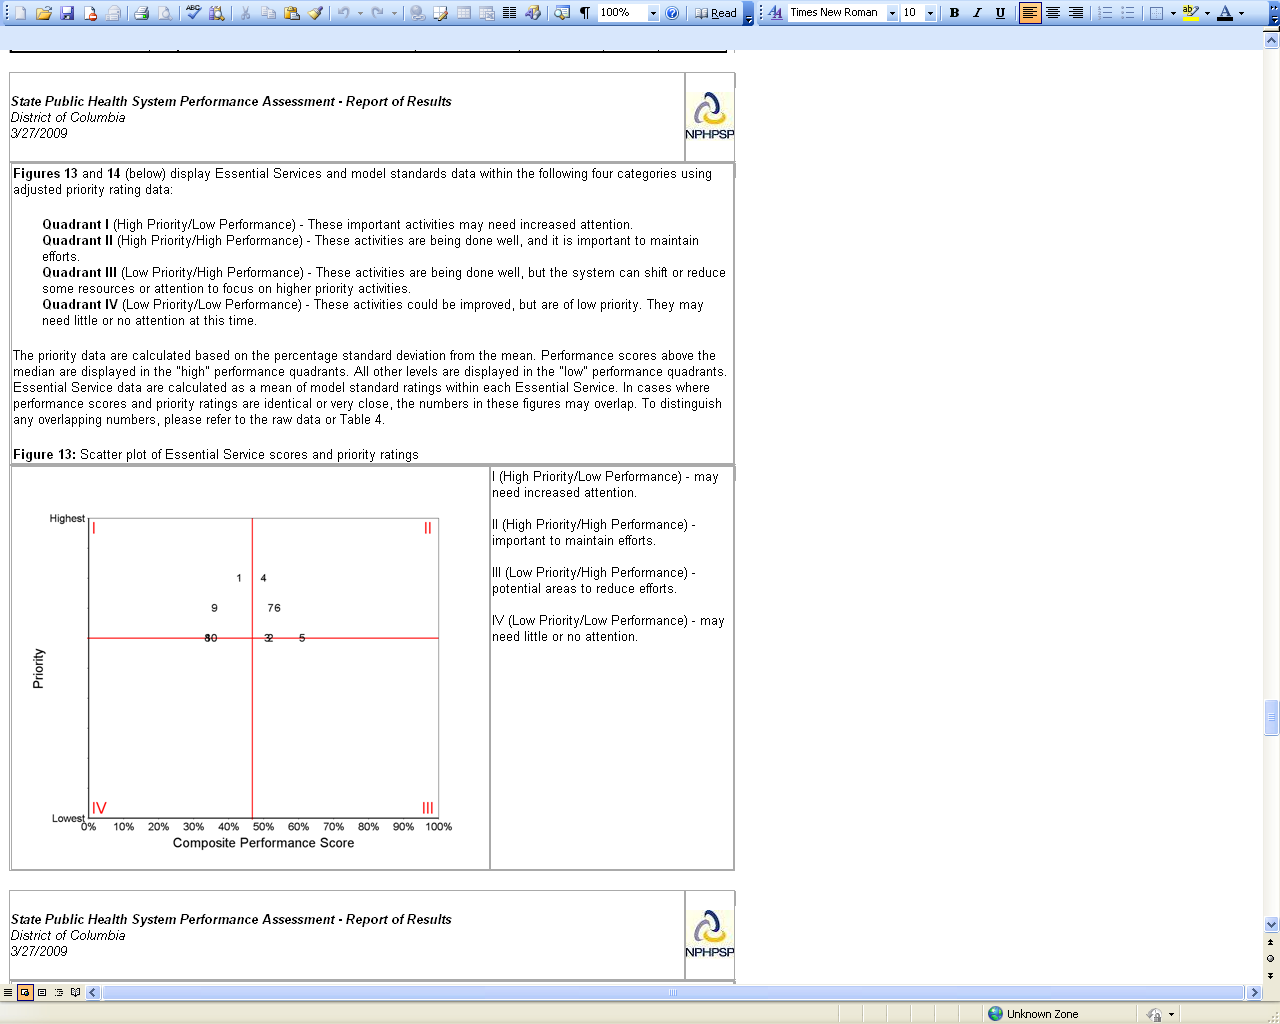 100%
Read
Times New Roman
10
B I U
State Public Health System Performance Assessment - Report of Results
District of Columbia
3/27/2009
NPHPSP
Figures 13 and 14 (below) display Essential Services and model standards data within the following four categories using
adjusted priority rating data:
Quadrant I (High Priority/Low Performance) - These important activities may need increased attention.
Quadrant II (High Priority/High Performance) - These activities are being done well, and it is important to maintain
efforts.
Quadrant III (Low Priority/High Performance) - These activities are being done well, but the system can shift or reduce
some resources or attention to focus on higher priority activities.
Quadrant IV (Low Priority/Low Performance) - These activities could be improved, but are of low priority. They may
need little or no attention at this time.
The priority data are calculated based on the percentage standard deviation from the mean. Performance scores above the
median are displayed in the "high" performance quadrants. All other levels are displayed in the "low" performance quadrants.
Essential Service data are calculated as a mean of model standard ratings within each Essential Service. In cases where
performance scores and priority ratings are identical or very close, the numbers in these figures may overlap. To distinguish
any overlapping numbers, please refer to the raw data or Table 4.
Figure 13: Scatter plot of Essential Service scores and priority ratings
Highest
I
II
1 4
9 76
5
Priority
IV
III
Lowest
0% 10% 20% 30% 40% 50% 60% 70% 80% 90% 100%
Composite Performance Score
I (High Priority/Low Performance) - may
need increased attention.
II (High Priority/High Performance) -
important to maintain efforts.
III (Low Priority/High Performance) -
potential areas to reduce efforts.
IV (Low Priority/Low Performance) - may
need little or no attention.
State Public Health System Performance Assessment - Report of Results
District of Columbia
3/27/2009
NPHPSP
Unknown Zone